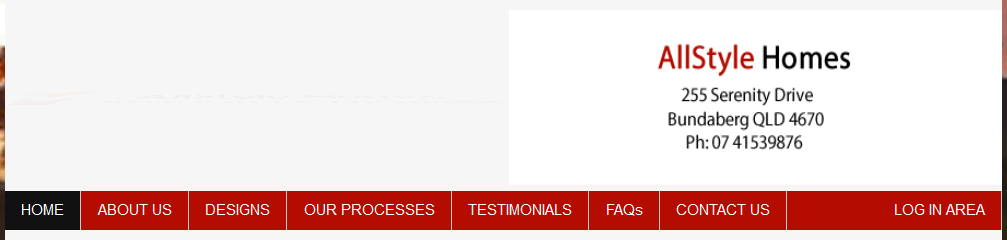 AllStyle Homes
255 Serenity Drive
Bundaberg QLD 4670
Ph: 07 41539876
HOME ABOUT US DESIGNS OUR PROCESSES TESTIMONIALS FAQs CONTACT US LOG IN AREA